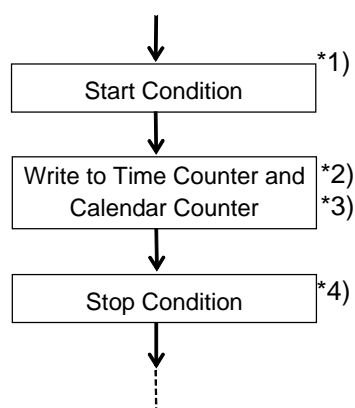 *1)
Start Condition
Write to Time Counter and *2)
Calendar Counter *3)
Stop Condition *4)